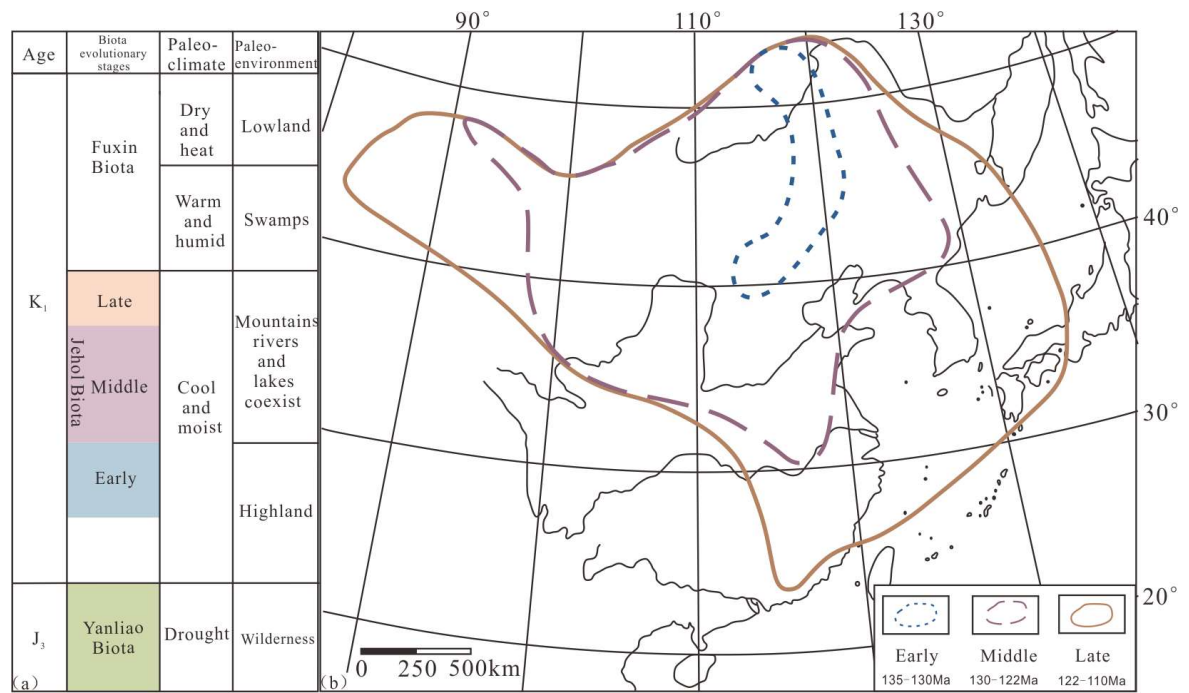 90°
110°
130°
Age
Biota
evolutionary
stages
Paleo-
climate
Paleo-
environment
Fuxin
Biota
Dry
and
heat
Lowland
Warm
and
humid
Swamps
K1
Late
Jehol Biota
Middle
Early
Cool
and
moist
Mountains
rivers
and
lakes
coexist
Highland
J3
Yanliao
Biota
Drought
Wilderness
(a)
(b)
0 250 500km
40°
30°
20°
Early
135-130Ma
Middle
130-122Ma
Late
122-110Ma